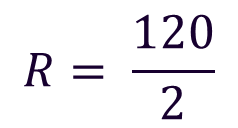 R = 120/2